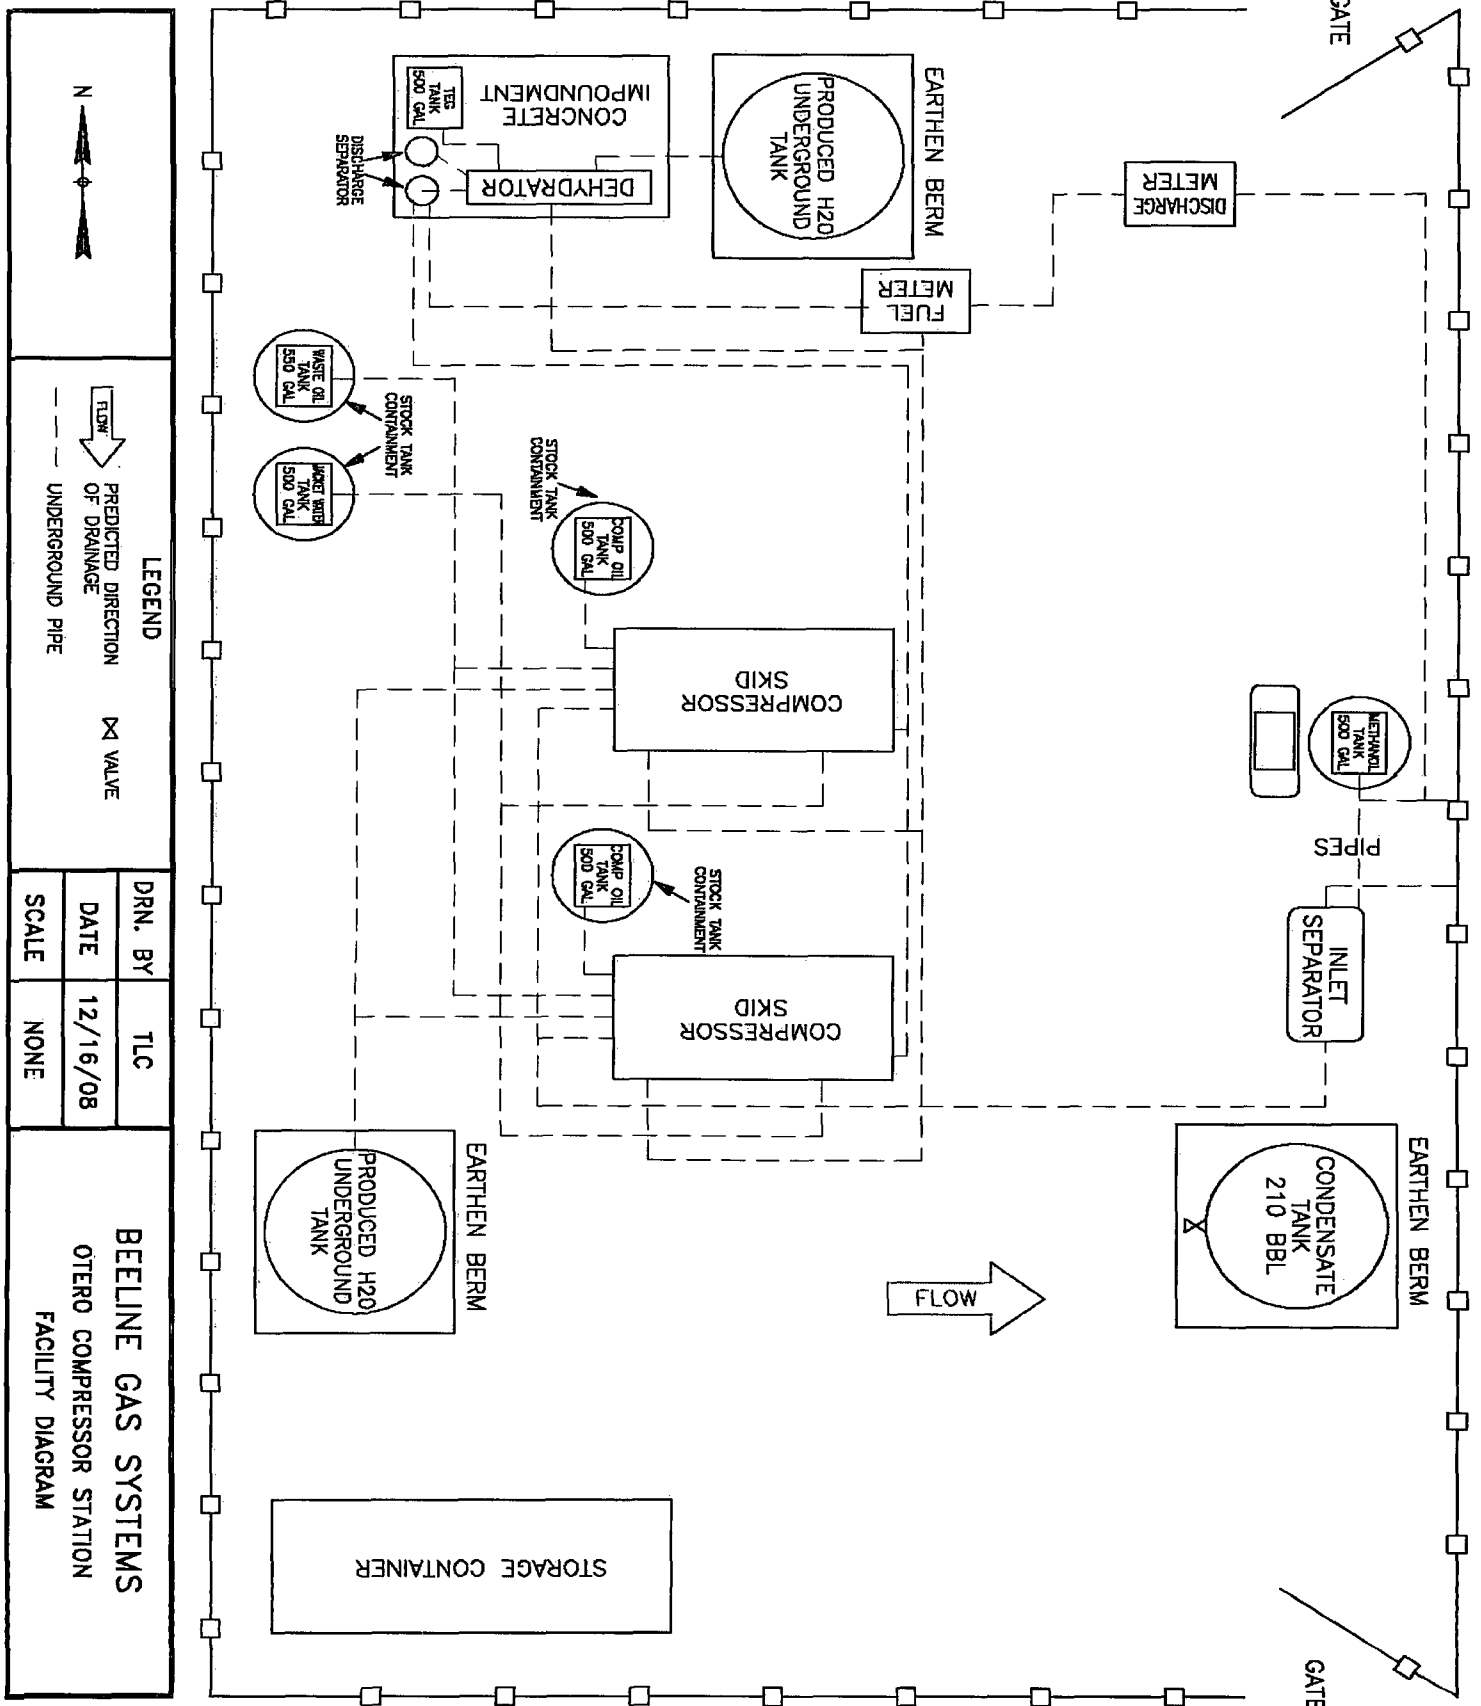 GATE
EARTHEN BERM
PRODUCED H2O
UNDERGROUND
TANK
CONCRETE
IMPOUNDMENT
TEG
TANK
500 GAL
DEHYDRATOR
DISCHARGE
SEPARATOR
DISCHARGE
METER
FUEL
METER
WASTE OIL
TANK
550 GAL
STOCK TANK
CONTAINMENT
JACKET WATER
TANK
500 GAL
STOCK TANK
CONTAINMENT
COMP OIL
TANK
500 GAL
COMPRESSOR
SKID
METHANOL
TANK
500 GAL
PIPES
INLET
SEPARATOR
COMP OIL
TANK
500 GAL
STOCK TANK
CONTAINMENT
COMPRESSOR
SKID
EARTHEN BERM
PRODUCED H2O
UNDERGROUND
TANK
EARTHEN BERM
CONDENSATE
TANK
210 BBL
FLOW
STORAGE CONTAINER
GATE
N
LEGEND
FLOW
PREDICTED DIRECTION
OF DRAINAGE
VALVE
UNDERGROUND PIPE
DRN. BY TLC
DATE 12/16/08
SCALE NONE
BEELINE GAS SYSTEMS
OTERO COMPRESSOR STATION
FACILITY DIAGRAM